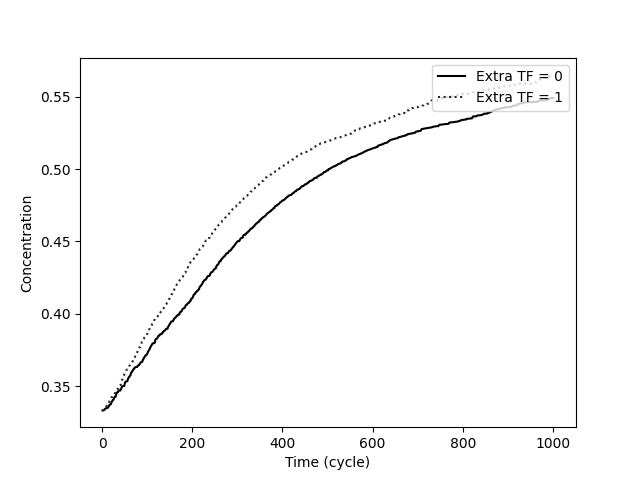 Extra TF = 0
Extra TF = 1
0.55
0.50
0.45
0.40
0.35
Concentration
0 200 400 600 800 1000
Time (cycle)